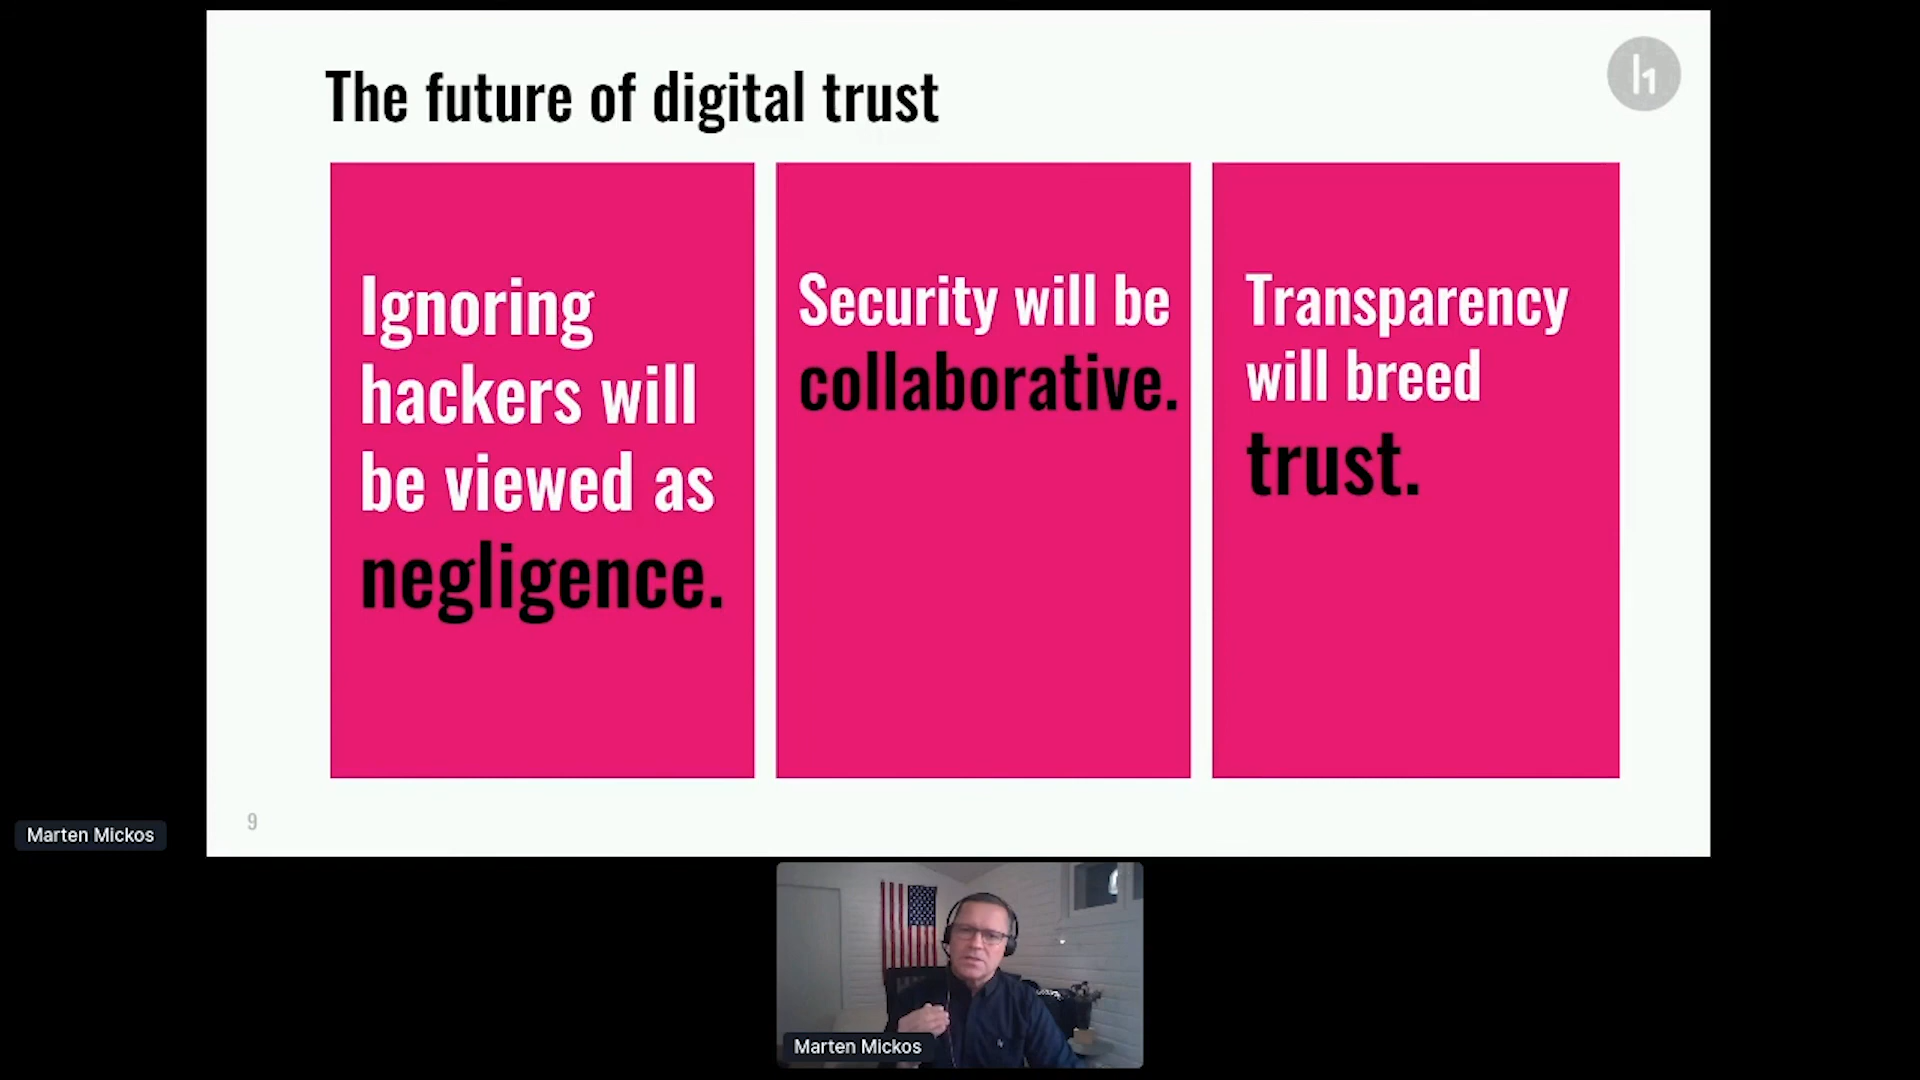 The future of digital trust
h1
Ignoring
hackers will
be viewed as
negligence.
Security will be
collaborative.
Transparency
will breed
trust.
9
Marten Mickos
Marten Mickos